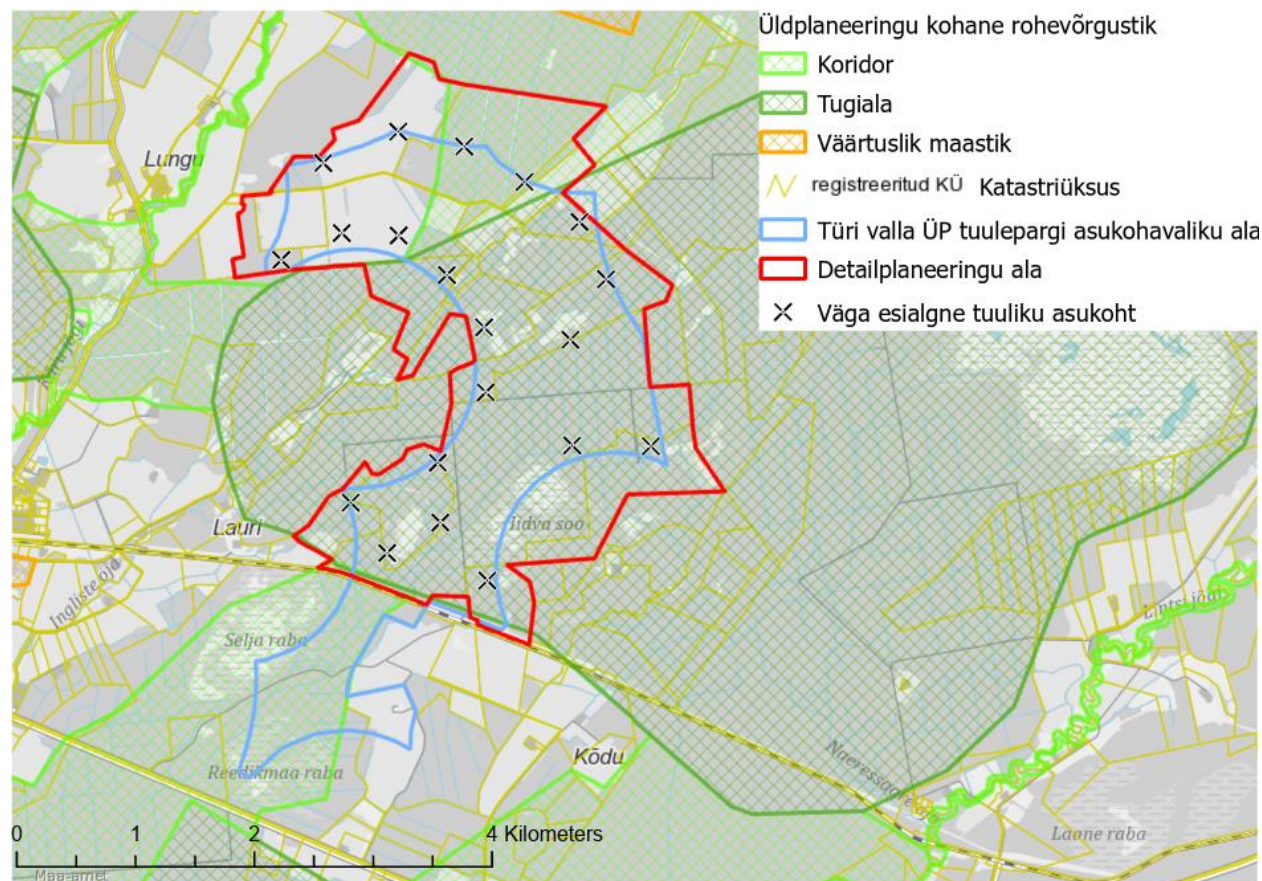 Üldplaneeringu kohane rohevõrgustik
Koridor
Tugiala
Väärtuslik maastik
registreeritud KÜ Katastriüksus
Türi valla ÜP tuulepargi asukohavaliku ala
Detailplaneeringu ala
Väga esialgne tuuliku asukoht
Lungu
Lauri
Iidva soo
Ingliste oja
Selja raba
Lintsi jõgi
Kõdu
Reedikmaa raba
Laane raba
0 1 2 4 Kilometers
Maa-amet